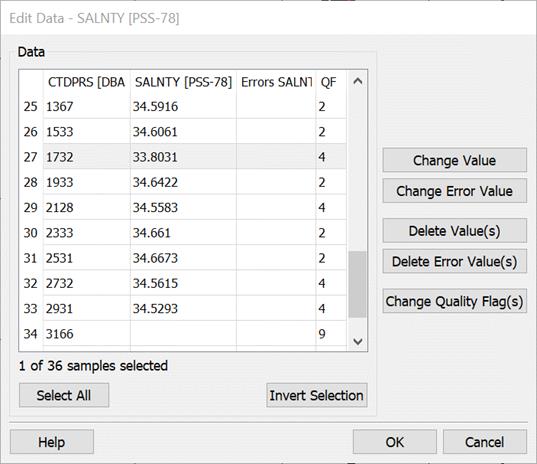 Edit Data - SALNTY [PSS-78]
Data
CTDPRS [DBA SALNTY [PSS-78] Errors SALNT QF
25 1367 34.5916 2
26 1533 34.6061 2
27 1732 33.8031 4
28 1933 34.6422 2
29 2128 34.5583 4
30 2333 34.661 2
31 2531 34.6673 2
32 2732 34.5615 4
33 2931 34.5293 4
34 3166 9
1 of 36 samples selected
Select All
Invert Selection
Change Value
Change Error Value
Delete Value(s)
Delete Error Value(s)
Change Quality Flag(s)
Help
OK
Cancel